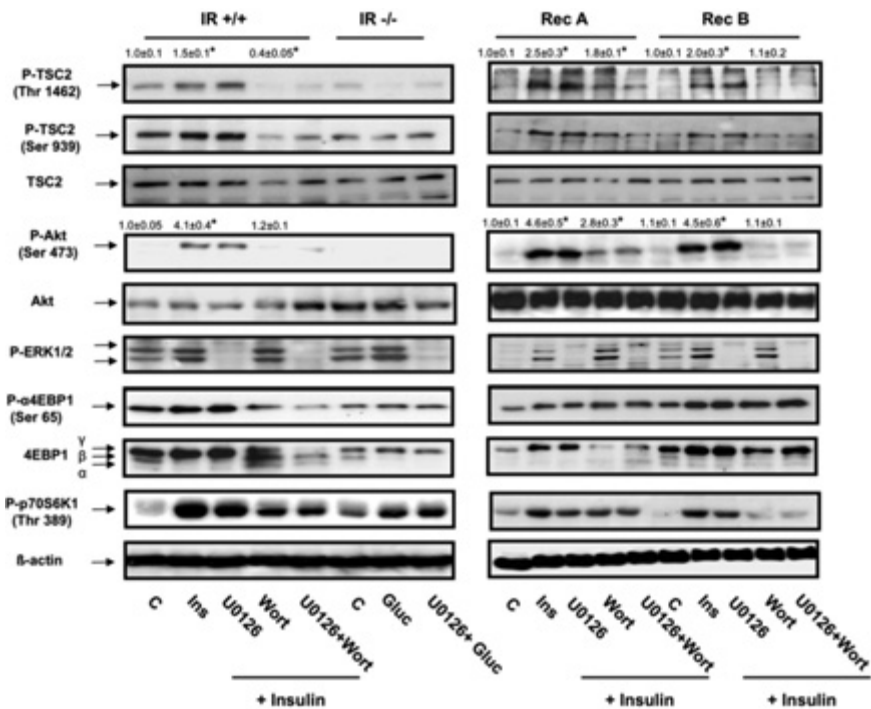 IR +/+ IR -/- Rec A Rec B
1.0±0.1 1.5±0.1* 0.4±0.05* 1.0±0.1 2.5±0.3* 1.8±0.1* 1.0±0.1 2.0±0.3* 1.1±0.2
P-TSC2
(Thr 1462)
P-TSC2
(Ser 939)
TSC2
1.0±0.05 4.1±0.4* 1.2±0.1 1.0±0.1 4.6±0.5* 2.8±0.3* 1.1±0.1 4.5±0.6* 1.1±0.1
P-Akt
(Ser 473)
Akt
P-ERK1/2
P-α4EBP1
(Ser 65)
4EBP1 γ β α
P-p70S6K1
(Thr 389)
ß-actin
C Ins U0126 Wort U0126+Wort C Gluc U0126+ Gluc C Ins U0126 Wort U0126+Wort C Ins U0126 Wort U0126+Wort
+ Insulin + Insulin + Insulin